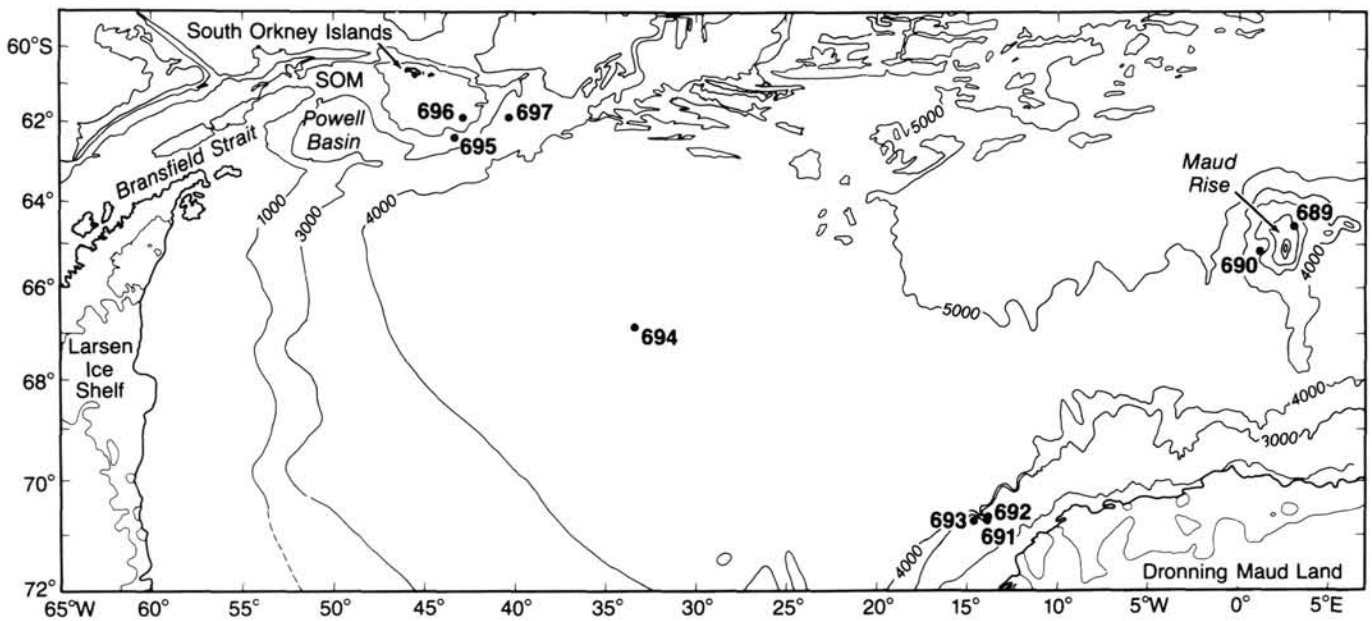 60°S
South Orkney Islands
SOM
5000
62°
Powell
Basin
696
697
695
Bransfield Strait
Maud
Rise
64°
1000
3000
4000
689
690
4000
66°
5000
694
Larsen
Ice
Shelf
68°
4000
3000
70°
692
693
691
4000
Dronning Maud Land
72°
65°W 60° 55° 50° 45° 40° 35° 30° 25° 20° 15° 10° 5°W 0° 5°E